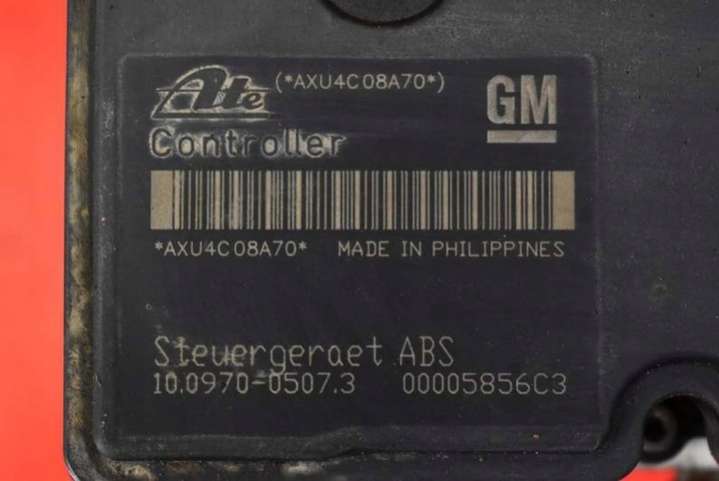 Ate (*AXU4C08A70*) GM
Controller
*AXU4C08A70* MADE IN PHILIPPINES
Steuergeraet ABS
10.0970-0507.3 00005856C3